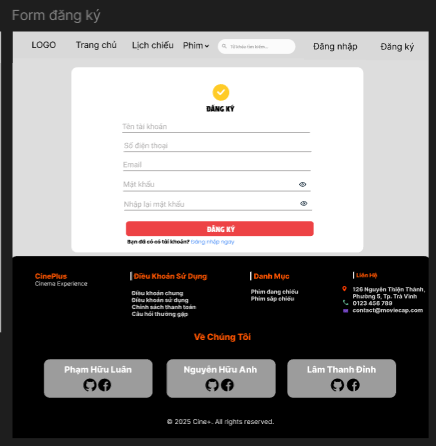 Form đăng ký
LOGO Trang chủ Lịch chiếu Phim Từ khóa tìm kiếm... Đăng nhập Đăng ký
ĐĂNG KÝ
Tên tài khoản
Số điện thoại
Email
Mật khẩu
Nhập lại mật khẩu
ĐĂNG KÝ
Bạn đã có có tài khoản? Đăng nhập ngay
CinePlus
Cinema Experience
Điều Khoản Sử Dụng
Điều khoản chung
Điều khoản sử dụng
Chính sách thanh toán
Câu hỏi thường gặp
Danh Mục
Phim đang chiếu
Phim sắp chiếu
Liên Hệ
126 Nguyễn Thiện Thành,
Phường 5, Tp. Trà Vinh
0123 456 789
contact@moviecap.com
Về Chúng Tôi
Phạm Hữu Luân
Nguyễn Hữu Anh
Lâm Thanh Đỉnh
© 2025 Cine+. All rights reserved.